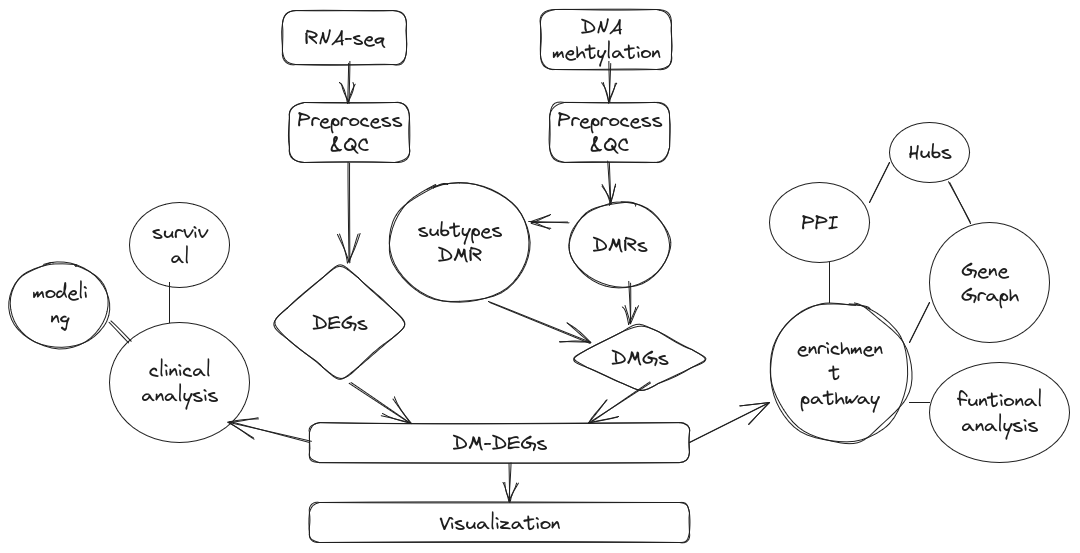 RNA-seq
DNA
mehtylation
Preprocess
&QC
Preprocess
&QC
Hubs
PPI
surviv
al
subtypes
DMR
DMRs
Gene
Graph
modeli
ng
DEGs
DMGs
enrichmen
t
pathway
clinical
analysis
funtional
analysis
DM-DEGs
Visualization